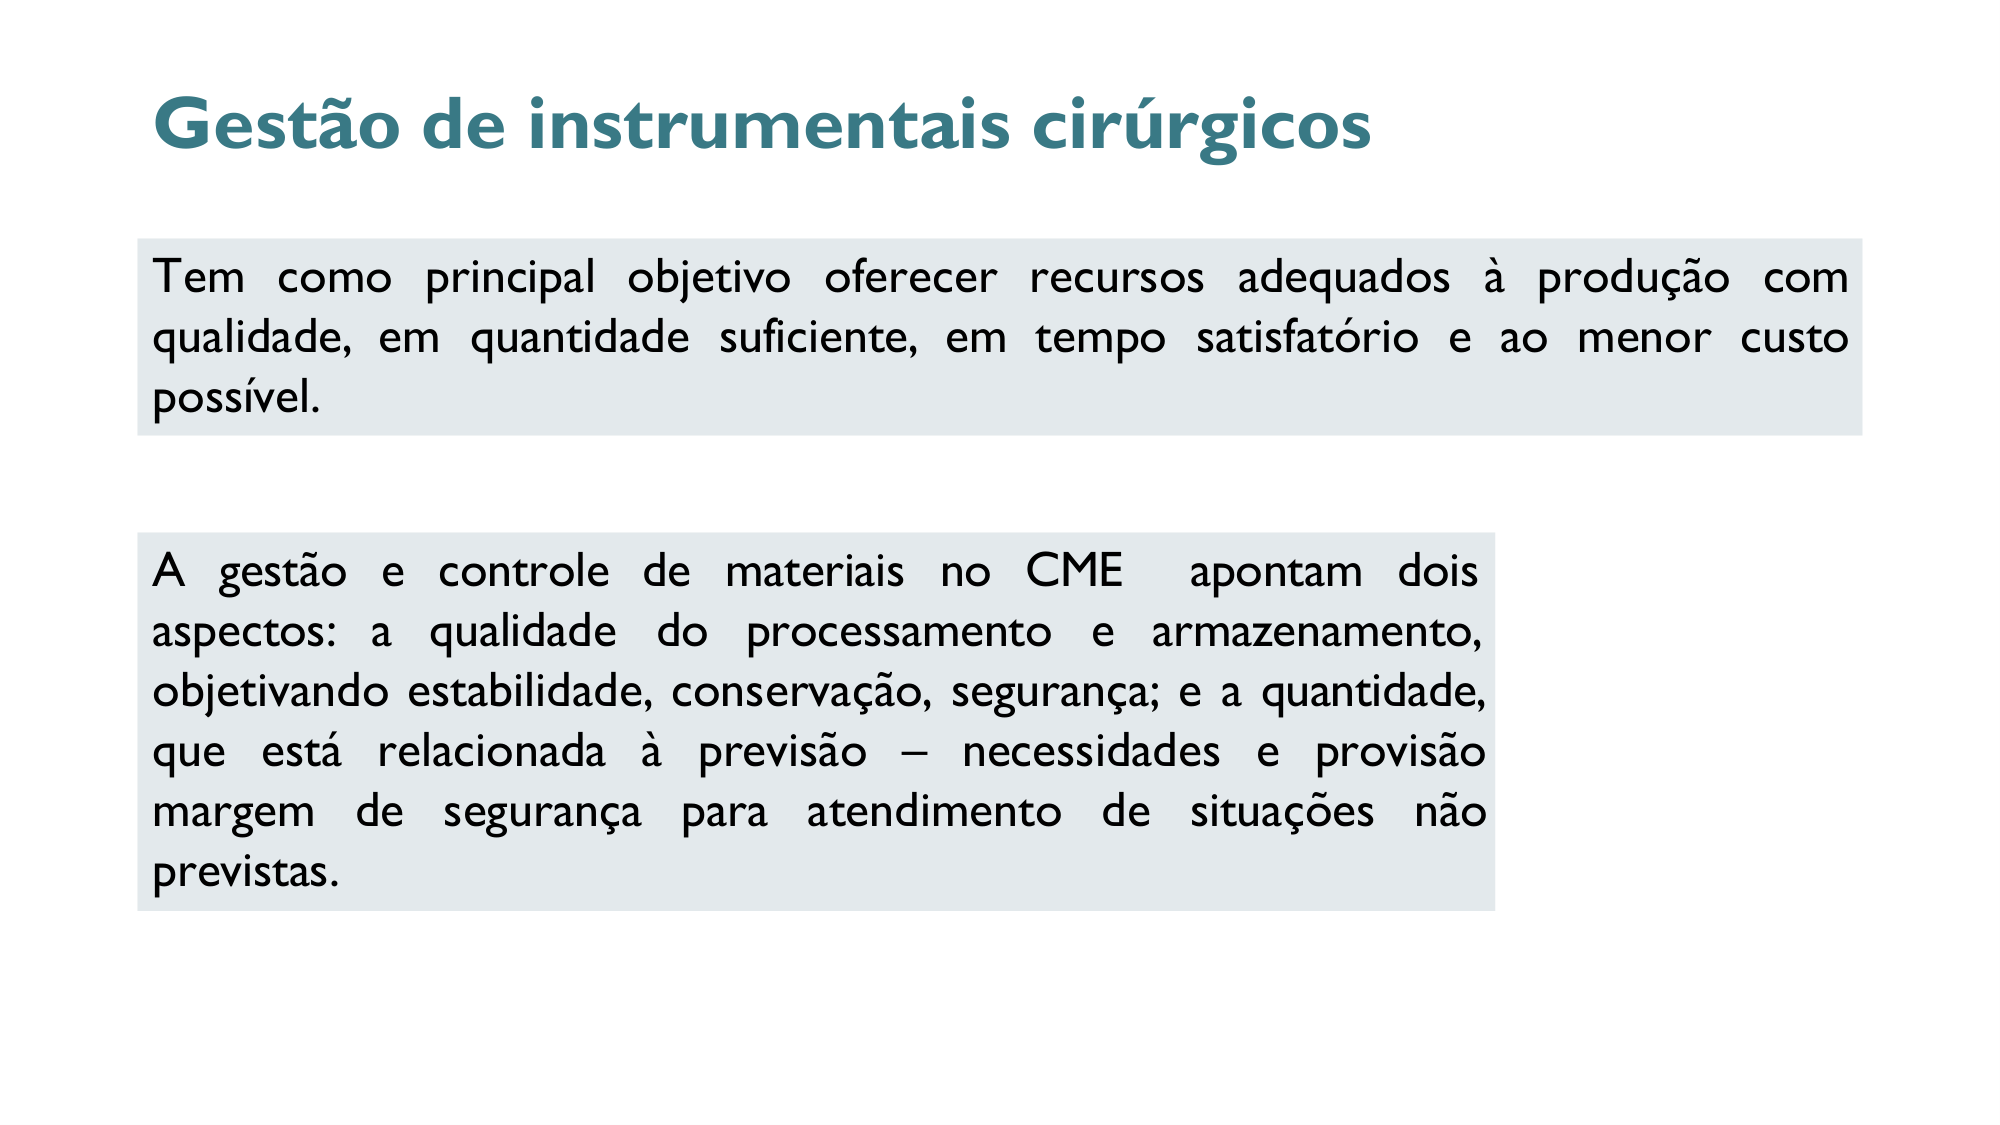 Gestão de instrumentais cirúrgicos
Tem como principal objetivo oferecer recursos adequados à produção com
qualidade, em quantidade suficiente, em tempo satisfatório e ao menor custo
possível.
A gestão e controle de materiais no CME apontam dois
aspectos: a qualidade do processamento e armazenamento,
objetivando estabilidade, conservação, segurança; e a quantidade,
que está relacionada à previsão – necessidades e provisão
margem de segurança para atendimento de situações não
previstas.